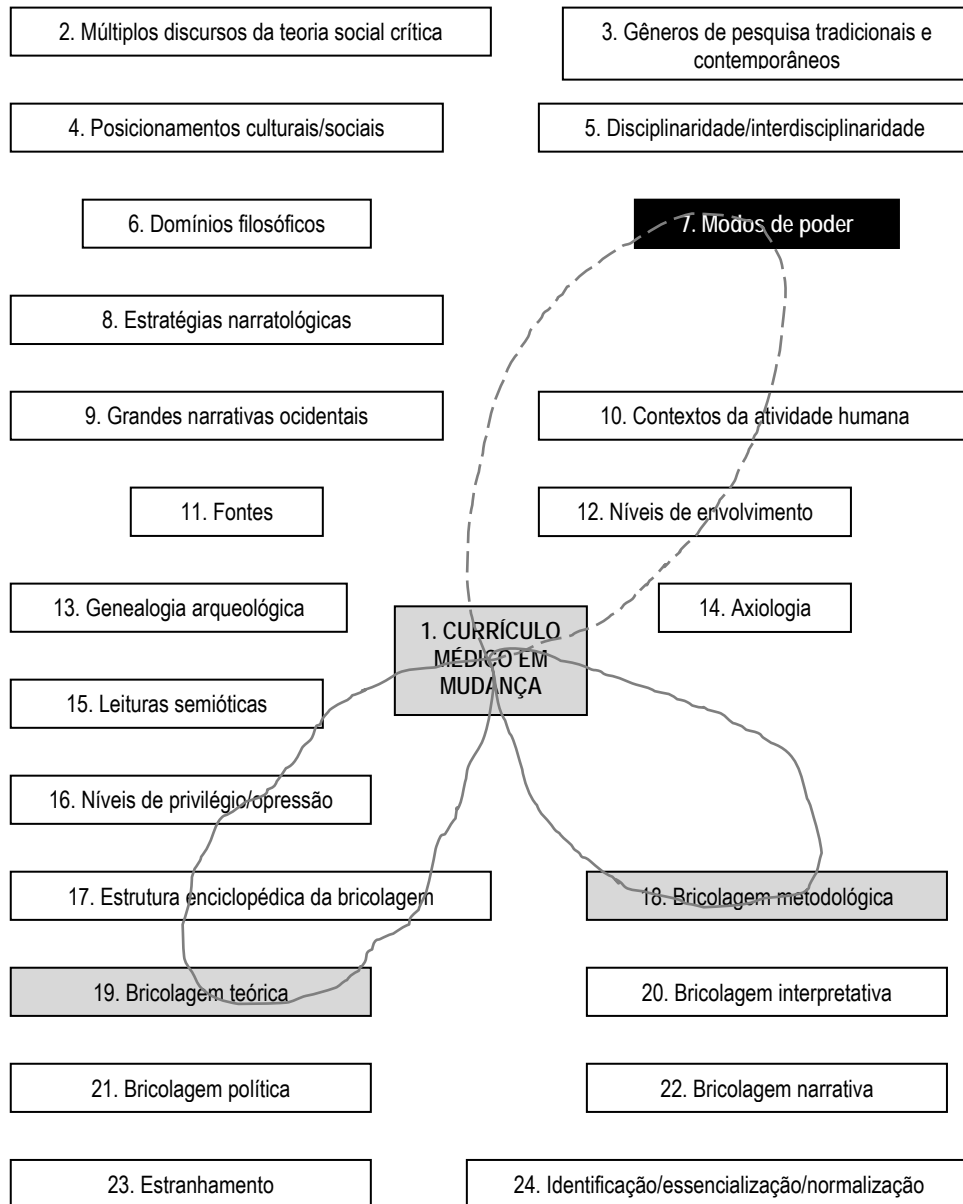 2. Múltiplos discursos da teoria social crítica
3. Gêneros de pesquisa tradicionais e
contemporâneos
4. Posicionamentos culturais/sociais
5. Disciplinaridade/interdisciplinaridade
6. Domínios filosóficos
7. Modos de poder
8. Estratégias narratológicas
9. Grandes narrativas ocidentais
10. Contextos da atividade humana
11. Fontes
12. Níveis de envolvimento
13. Genealogia arqueológica
14. Axiologia
1. CURRÍCULO
MÉDICO EM
MUDANÇA
15. Leituras semióticas
16. Níveis de privilégio/opressão
17. Estrutura enciclopédica da bricolagem
18. Bricolagem metodológica
19. Bricolagem teórica
20. Bricolagem interpretativa
21. Bricolagem política
22. Bricolagem narrativa
23. Estranhamento
24. Identificação/essencialização/normalização